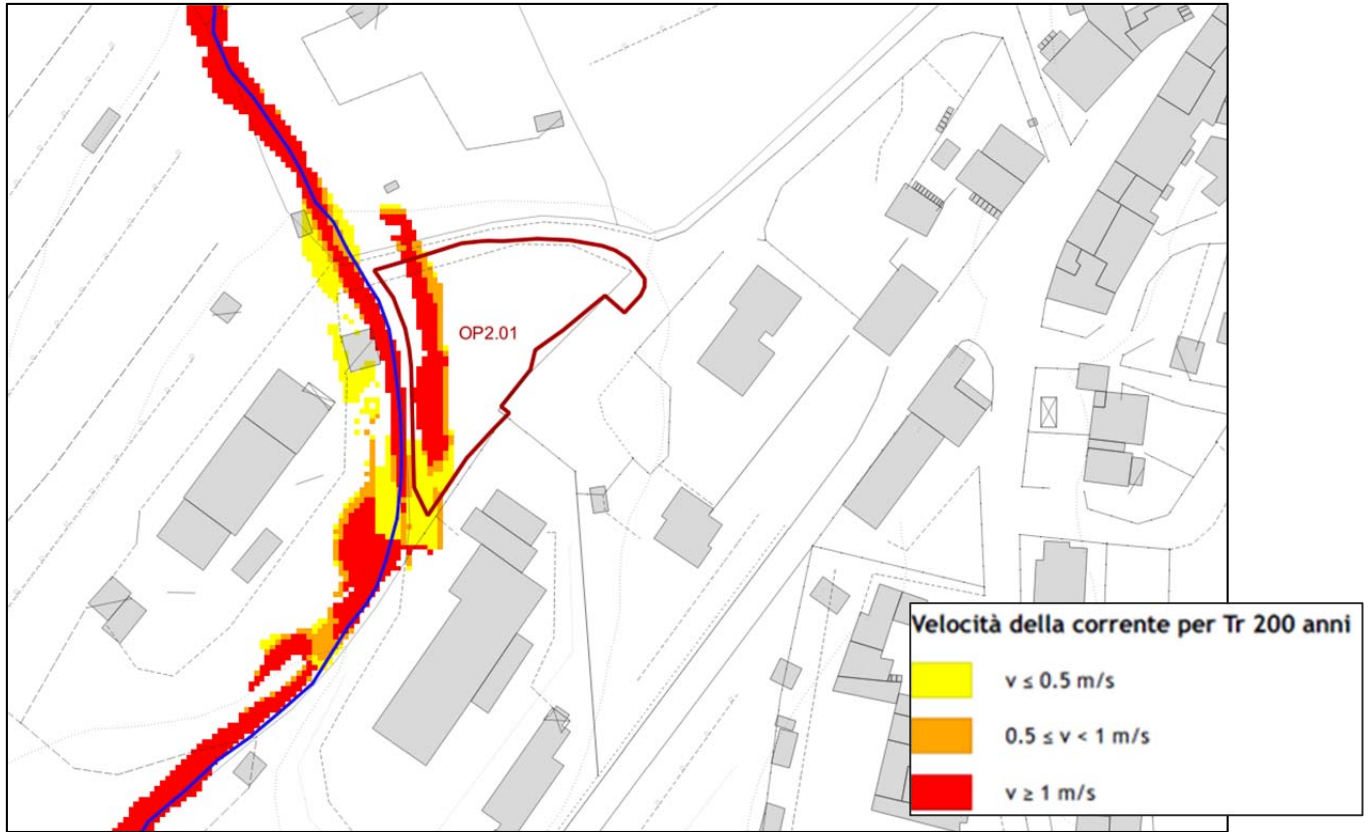 OP2.01
Velocità della corrente per Tr 200 anni
v ≤ 0.5 m/s
0.5 ≤ v < 1 m/s
v ≥ 1 m/s